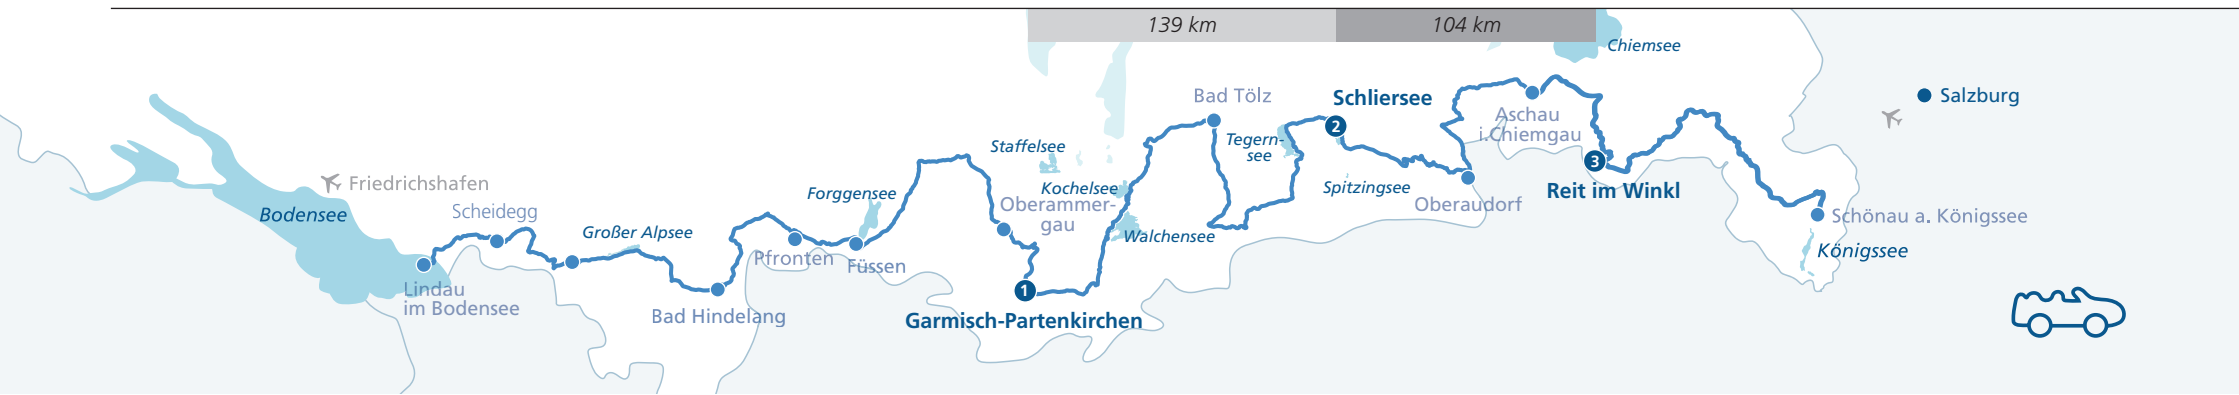 139 km
104 km
Chiemsee
Bad Tölz
Schliersee
Salzburg
Aschau
i.Chiemgau
Staffelsee
Tegern-
see
Friedrichshafen
Kochelsee
Spitzingsee
Reit im Winkl
Forggensee
Oberammer-
gau
Oberaudorf
Scheidegg
Bodensee
Schönau a. Königssee
Großer Alpsee
Walchensee
Königssee
Pfronten
Füssen
Lindau
im Bodensee
Bad Hindelang
Garmisch-Partenkirchen
1
2
3